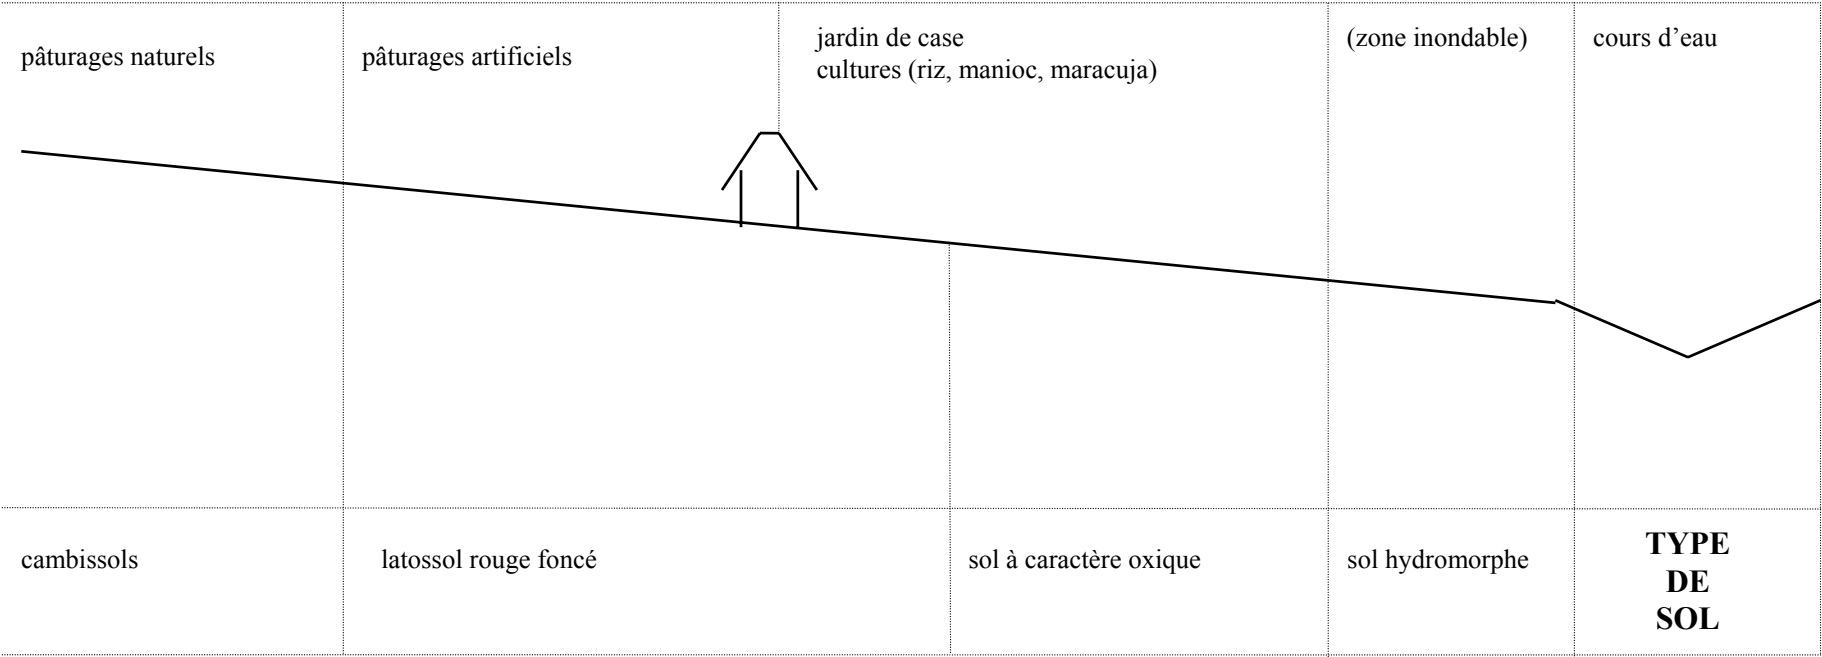 pâturages naturels
pâturages artificiels
jardin de case
cultures (riz, manioc, maracuja)
(zone inondable)
cours d’eau
cambissols
latossol rouge foncé
sol à caractère oxique
sol hydromorphe
TYPE
DE
SOL